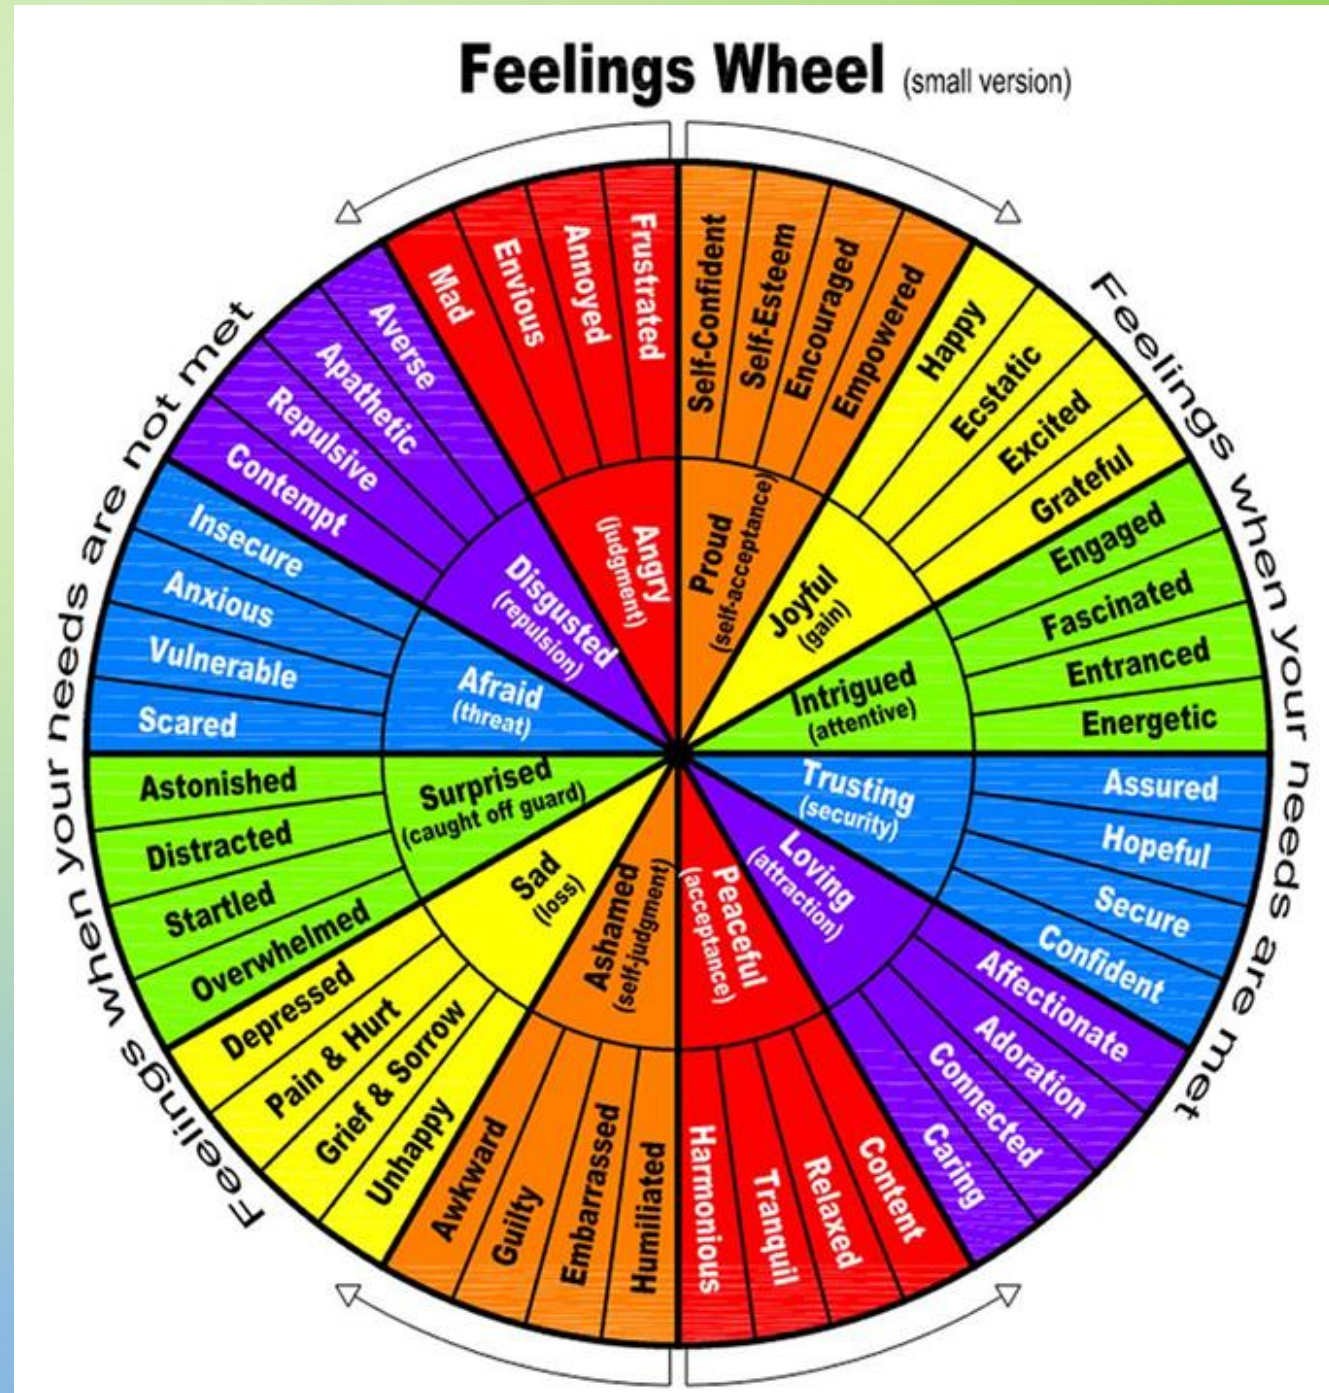 Feelings Wheel (small version)
Feelings when your needs are not met
Feelings when your needs are met
Self-Confident
Self-Esteem
Encouraged
Empowered
Proud
(self-acceptance)
Happy
Ecstatic
Excited
Grateful
Joyful
(gain)
Engaged
Fascinated
Entranced
Energetic
Intrigued
(attentive)
Assured
Hopeful
Secure
Confident
Trusting
(security)
Affectionate
Adoration
Connected
Caring
Loving
(attraction)
Content
Relaxed
Tranquil
Harmonious
Peaceful
(acceptance)
Humiliated
Embarrassed
Guilty
Awkward
Ashamed
(self-judgment)
Unhappy
Grief & Sorrow
Pain & Hurt
Depressed
Sad
(loss)
Overwhelmed
Startled
Distracted
Astonished
Surprised
(caught off guard)
Scared
Vulnerable
Anxious
Insecure
Afraid
(threat)
Contempt
Repulsive
Apathetic
Averse
Disgusted
(repulsion)
Mad
Envious
Annoyed
Frustrated
Angry
(judgment)